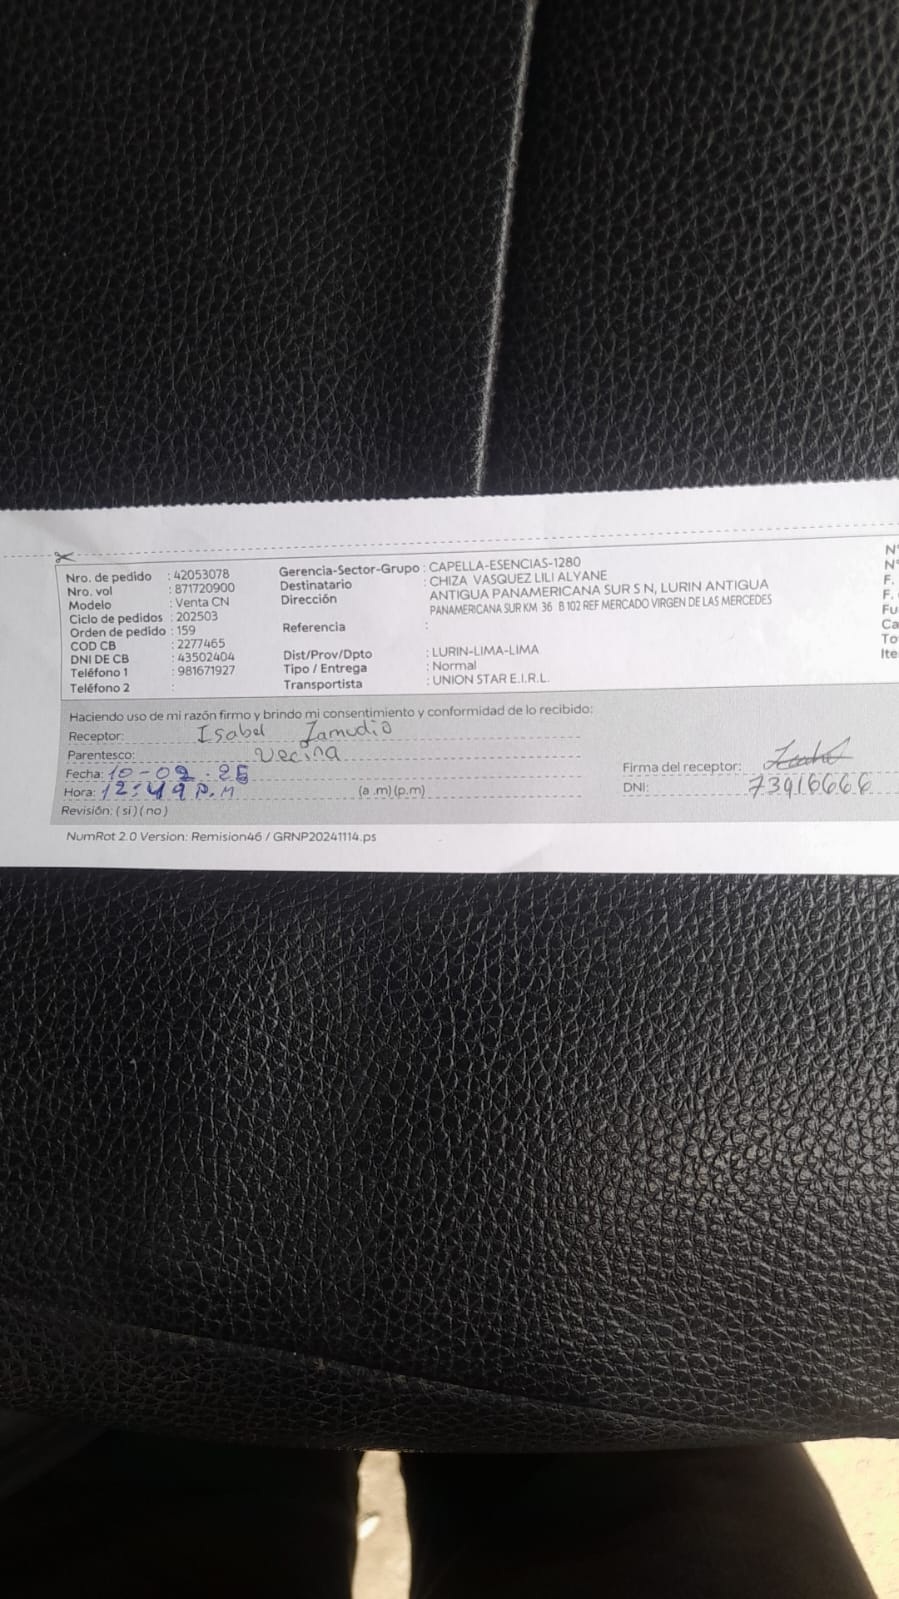 Nro. de pedido : 42053078
Nro. vol : 871720900
Modelo : Venta CN
Ciclo de pedidos : 202503
Orden de pedido : 159
COD CB : 2277465
DNI DE CB : 43502404
Teléfono 1 : 981671927
Teléfono 2 :
Gerencia-Sector-Grupo : CAPELLA-ESENCIAS-1280
Destinatario : CHIZA VASQUEZ LILI ALYANE
Dirección : ANTIGUA PANAMERICANA SUR S N, LURIN ANTIGUA
PANAMERICANA SUR KM 36 B 102 REF MERCADO VIRGEN DE LAS MERCEDES
Referencia :
Dist/Prov/Dpto : LURIN-LIMA-LIMA
Tipo / Entrega : Normal
Transportista : UNION STAR E.I.R.L.
N°
N°
F.
F.
Fu
Ca
To
Ite
Haciendo uso de mi razón firmo y brindo mi consentimiento y conformidad de lo recibido:
Receptor: Isabel Zamudio
Parentesco: vecina
Fecha: 10-02-25
Hora: 12:49 P.M (a .m) (p.m)
Revisión: ( si ) ( no )
Firma del receptor:
DNI: 73916666
NumRot 2.0 Version: Remision46 / GRNP20241114.ps